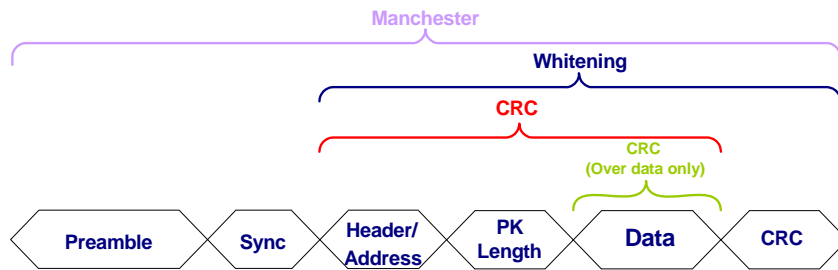 Manchester
Whitening
CRC
CRC
(Over data only)
Preamble
Sync
Header/
Address
PK
Length
Data
CRC